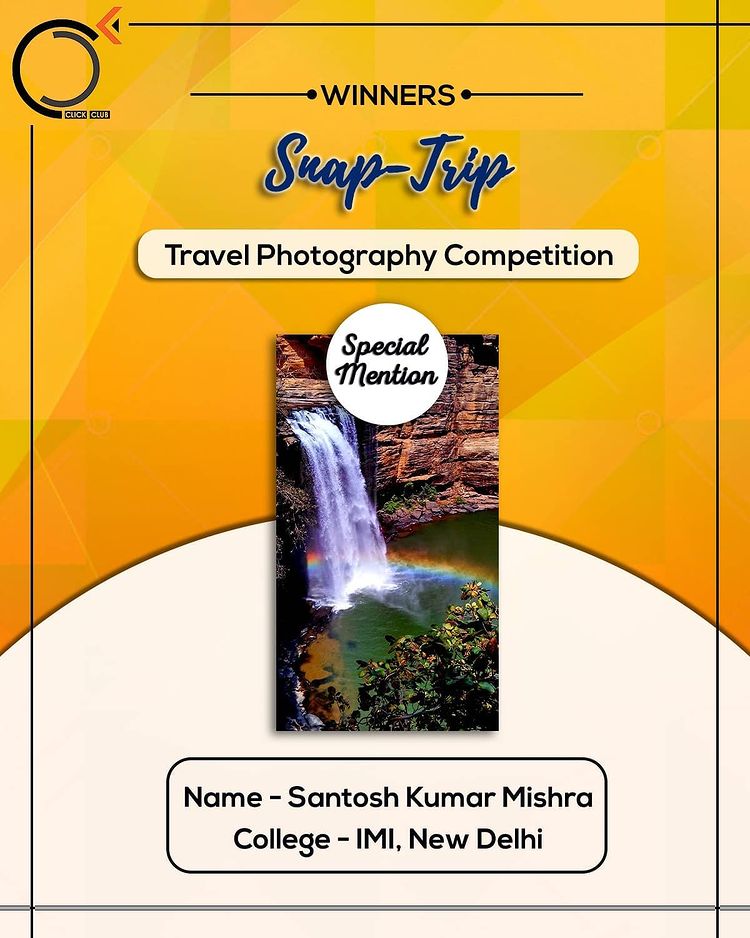 CLICK CLUB
WINNERS
Snap-Trip
Travel Photography Competition
Special
Mention
Name - Santosh Kumar Mishra
College - IMI, New Delhi